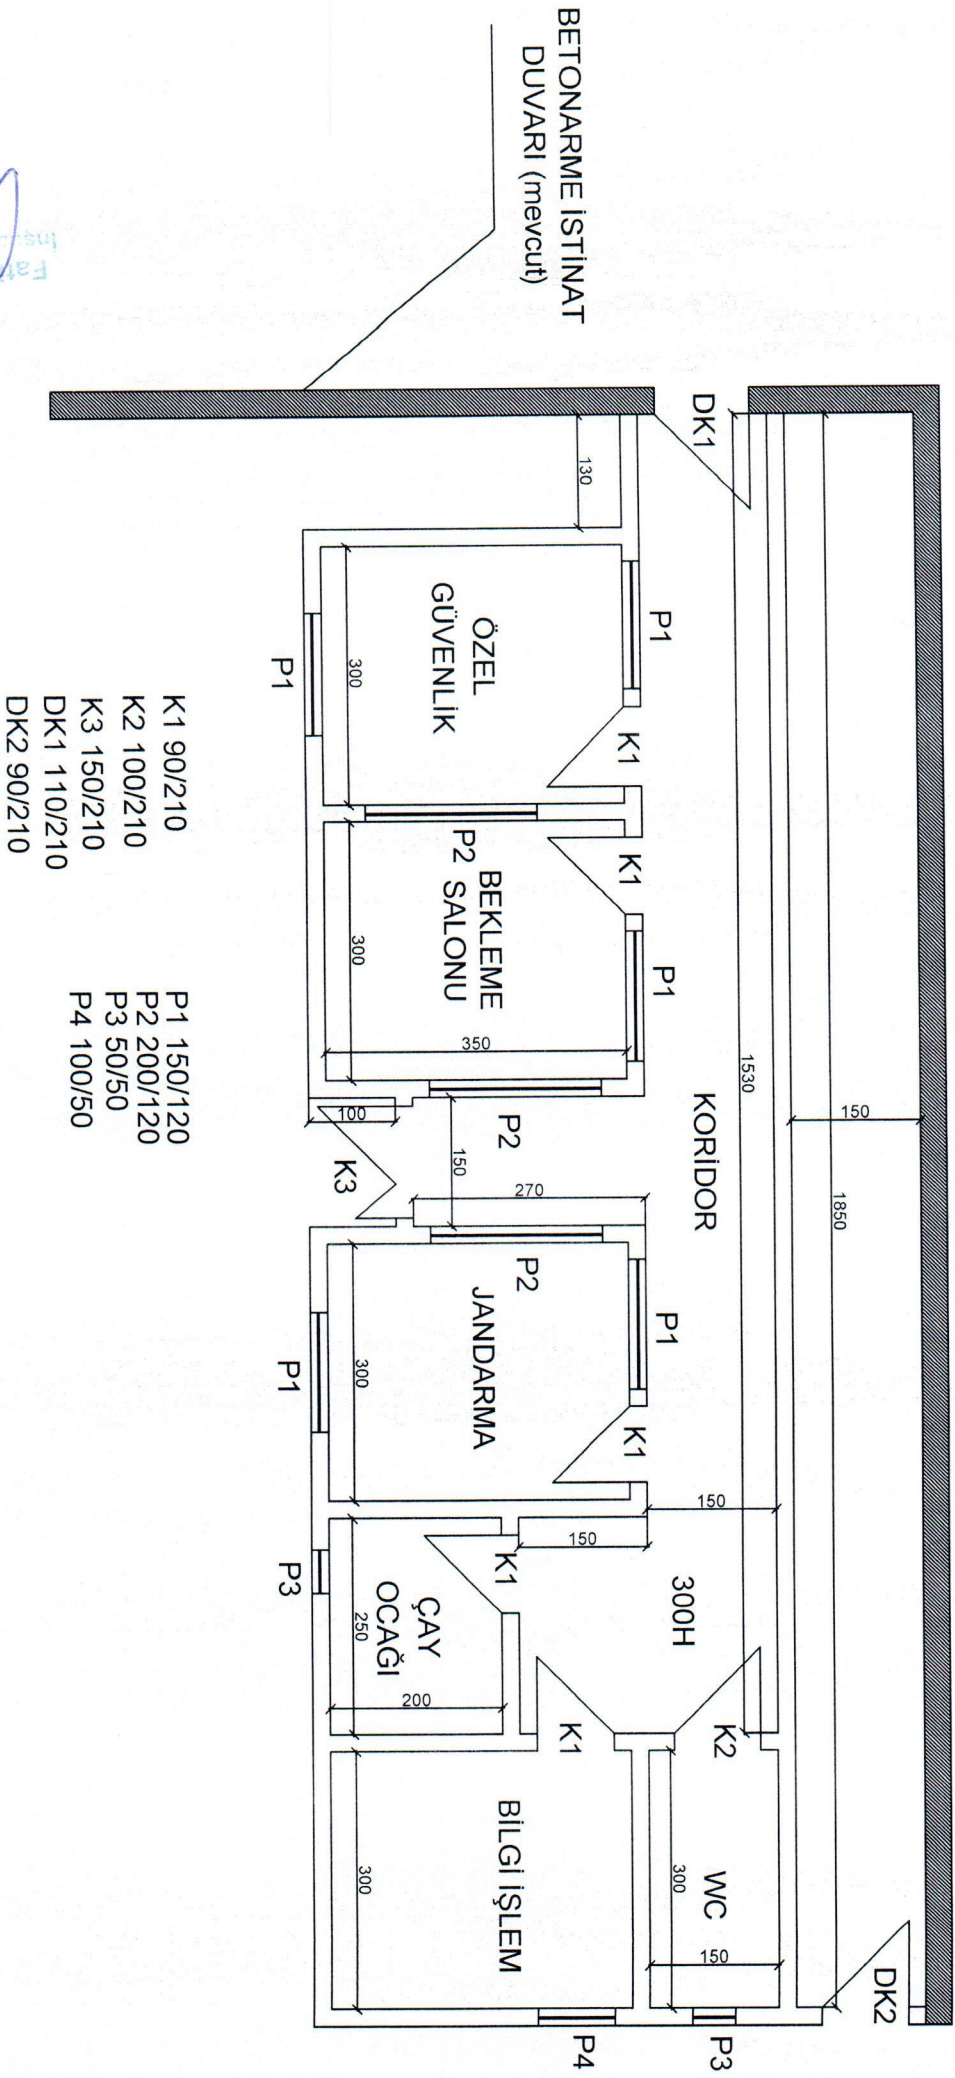 BETONARME İSTİNAT
DUVARI (mevcut)
DK1
130
1530
150
1850
DK2
P1
K1
K1
P1
KORİDOR
P1
K1
150
300H
K2
WC
300
150
P3
ÖZEL
GÜVENLİK
300
P1
BEKLEME
P2 SALONU
300
350
P2
150
270
100
K3
P2
JANDARMA
300
P1
150
K1
ÇAY
OCAĞI
250
200
P3
K1
BİLGİ İŞLEM
300
P4
K1 90/210
K2 100/210
K3 150/210
DK1 110/210
DK2 90/210
P1 150/120
P2 200/120
P3 50/50
P4 100/50